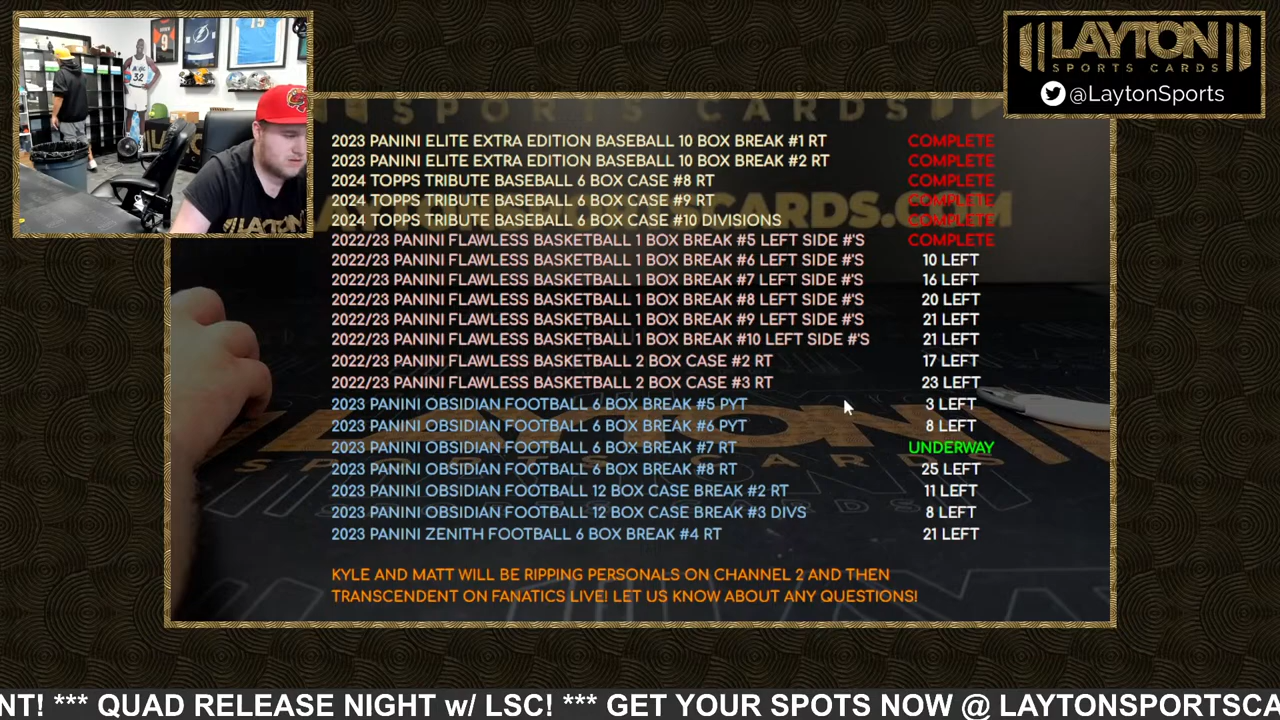 LAYTON
SPORTS CARDS
@LaytonSports
2023 PANINI ELITE EXTRA EDITION BASEBALL 10 BOX BREAK #1 RT COMPLETE
2023 PANINI ELITE EXTRA EDITION BASEBALL 10 BOX BREAK #2 RT COMPLETE
2024 TOPPS TRIBUTE BASEBALL 6 BOX CASE #8 RT COMPLETE
2024 TOPPS TRIBUTE BASEBALL 6 BOX CASE #9 RT COMPLETE
2024 TOPPS TRIBUTE BASEBALL 6 BOX CASE #10 DIVISIONS COMPLETE
2022/23 PANINI FLAWLESS BASKETBALL 1 BOX BREAK #5 LEFT SIDE #'S COMPLETE
2022/23 PANINI FLAWLESS BASKETBALL 1 BOX BREAK #6 LEFT SIDE #'S 10 LEFT
2022/23 PANINI FLAWLESS BASKETBALL 1 BOX BREAK #7 LEFT SIDE #'S 16 LEFT
2022/23 PANINI FLAWLESS BASKETBALL 1 BOX BREAK #8 LEFT SIDE #'S 20 LEFT
2022/23 PANINI FLAWLESS BASKETBALL 1 BOX BREAK #9 LEFT SIDE #'S 21 LEFT
2022/23 PANINI FLAWLESS BASKETBALL 1 BOX BREAK #10 LEFT SIDE #'S 21 LEFT
2022/23 PANINI FLAWLESS BASKETBALL 2 BOX CASE #2 RT 17 LEFT
2022/23 PANINI FLAWLESS BASKETBALL 2 BOX CASE #3 RT 23 LEFT
2023 PANINI OBSIDIAN FOOTBALL 6 BOX BREAK #5 PYT 3 LEFT
2023 PANINI OBSIDIAN FOOTBALL 6 BOX BREAK #6 PYT 8 LEFT
2023 PANINI OBSIDIAN FOOTBALL 6 BOX BREAK #7 RT UNDERWAY
2023 PANINI OBSIDIAN FOOTBALL 6 BOX BREAK #8 RT 25 LEFT
2023 PANINI OBSIDIAN FOOTBALL 12 BOX CASE BREAK #2 RT 11 LEFT
2023 PANINI OBSIDIAN FOOTBALL 12 BOX CASE BREAK #3 DIVS 8 LEFT
2023 PANINI ZENITH FOOTBALL 6 BOX BREAK #4 RT 21 LEFT
KYLE AND MATT WILL BE RIPPING PERSONALS ON CHANNEL 2 AND THEN
TRANSCENDENT ON FANATICS LIVE! LET US KNOW ABOUT ANY QUESTIONS!
NT! *** QUAD RELEASE NIGHT w/ LSC! *** GET YOUR SPOTS NOW @ LAYTONSPORTSCA